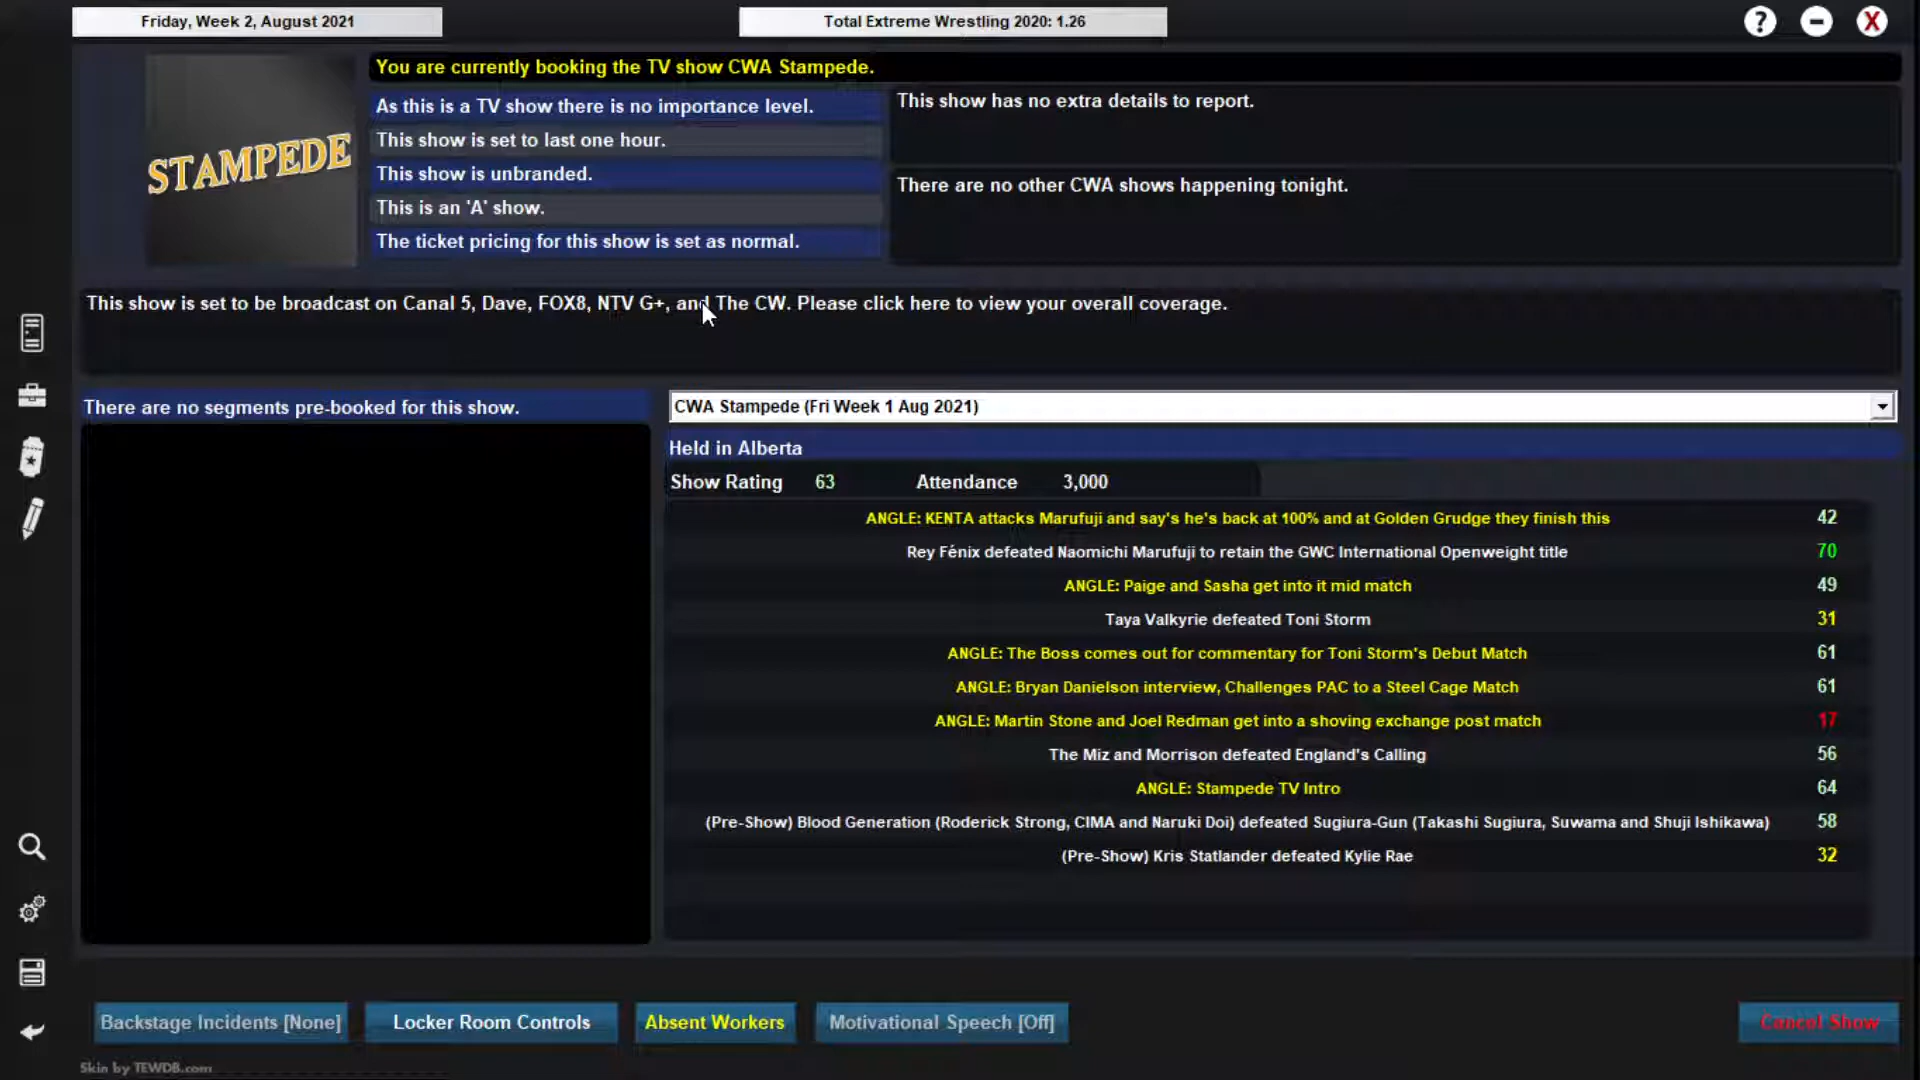 Friday, Week 2, August 2021
Total Extreme Wrestling 2020: 1.26
?
X
STAMPEDE
You are currently booking the TV show CWA Stampede.
As this is a TV show there is no importance level.
This show is set to last one hour.
This show is unbranded.
This is an 'A' show.
The ticket pricing for this show is set as normal.
This show has no extra details to report.
There are no other CWA shows happening tonight.
This show is set to be broadcast on Canal 5, Dave, FOX8, NTV G+, and The CW. Please click here to view your overall coverage.
There are no segments pre-booked for this show.
CWA Stampede (Fri Week 1 Aug 2021)
Held in Alberta
Show Rating 63 Attendance 3,000
ANGLE: KENTA attacks Marufuji and say's he's back at 100% and at Golden Grudge they finish this 42
Rey Fénix defeated Naomichi Marufuji to retain the GWC International Openweight title 70
ANGLE: Paige and Sasha get into it mid match 49
Taya Valkyrie defeated Toni Storm 31
ANGLE: The Boss comes out for commentary for Toni Storm's Debut Match 61
ANGLE: Bryan Danielson interview, Challenges PAC to a Steel Cage Match 61
ANGLE: Martin Stone and Joel Redman get into a shoving exchange post match 17
The Miz and Morrison defeated England's Calling 56
ANGLE: Stampede TV Intro 64
(Pre-Show) Blood Generation (Roderick Strong, CIMA and Naruki Doi) defeated Sugiura-Gun (Takashi Sugiura, Suwama and Shuji Ishikawa) 58
(Pre-Show) Kris Statlander defeated Kylie Rae 32
Backstage Incidents [None]
Locker Room Controls
Absent Workers
Motivational Speech [Off]
Cancel Show
Skin by TEWDB.com